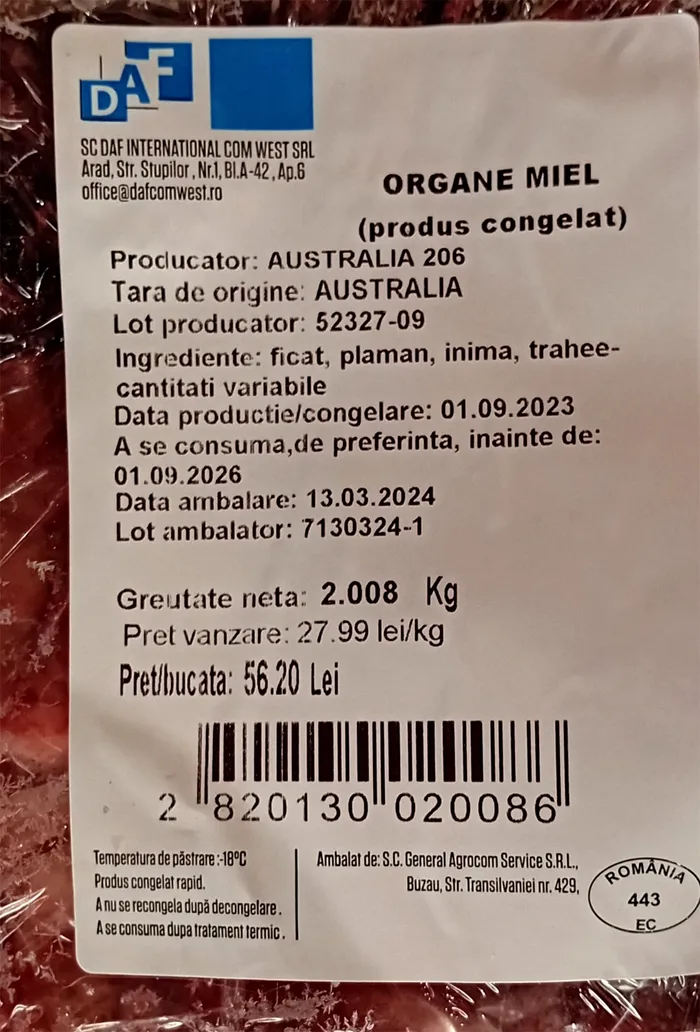 DAF
SC DAF INTERNATIONAL COM WEST SRL
Arad, Str. Stupilor, Nr.1, Bl.A-42, Ap.6
office@dafcomwest.ro
ORGANE MIEL
(produs congelat)
Producator: AUSTRALIA 206
Tara de origine: AUSTRALIA
Lot producator: 52327-09
Ingrediente: ficat, plaman, inima, trahee-
cantitati variabile
Data productie/congelare: 01.09.2023
A se consuma,de preferinta, inainte de:
01.09.2026
Data ambalare: 13.03.2024
Lot ambalator: 7130324-1
Greutate neta: 2.008 Kg
Pret vanzare: 27.99 lei/kg
Pret/bucata: 56.20 Lei
2 820130 020086
Temperatura de păstrare :-18ºC
Produs congelat rapid.
A nu se recongela după decongelare.
A se consuma dupa tratament termic.
Ambalat de: S.C. General Agrocom Service S.R.L.,
Buzau, Str. Transilvaniei nr. 429,
ROMÂNIA
443
EC